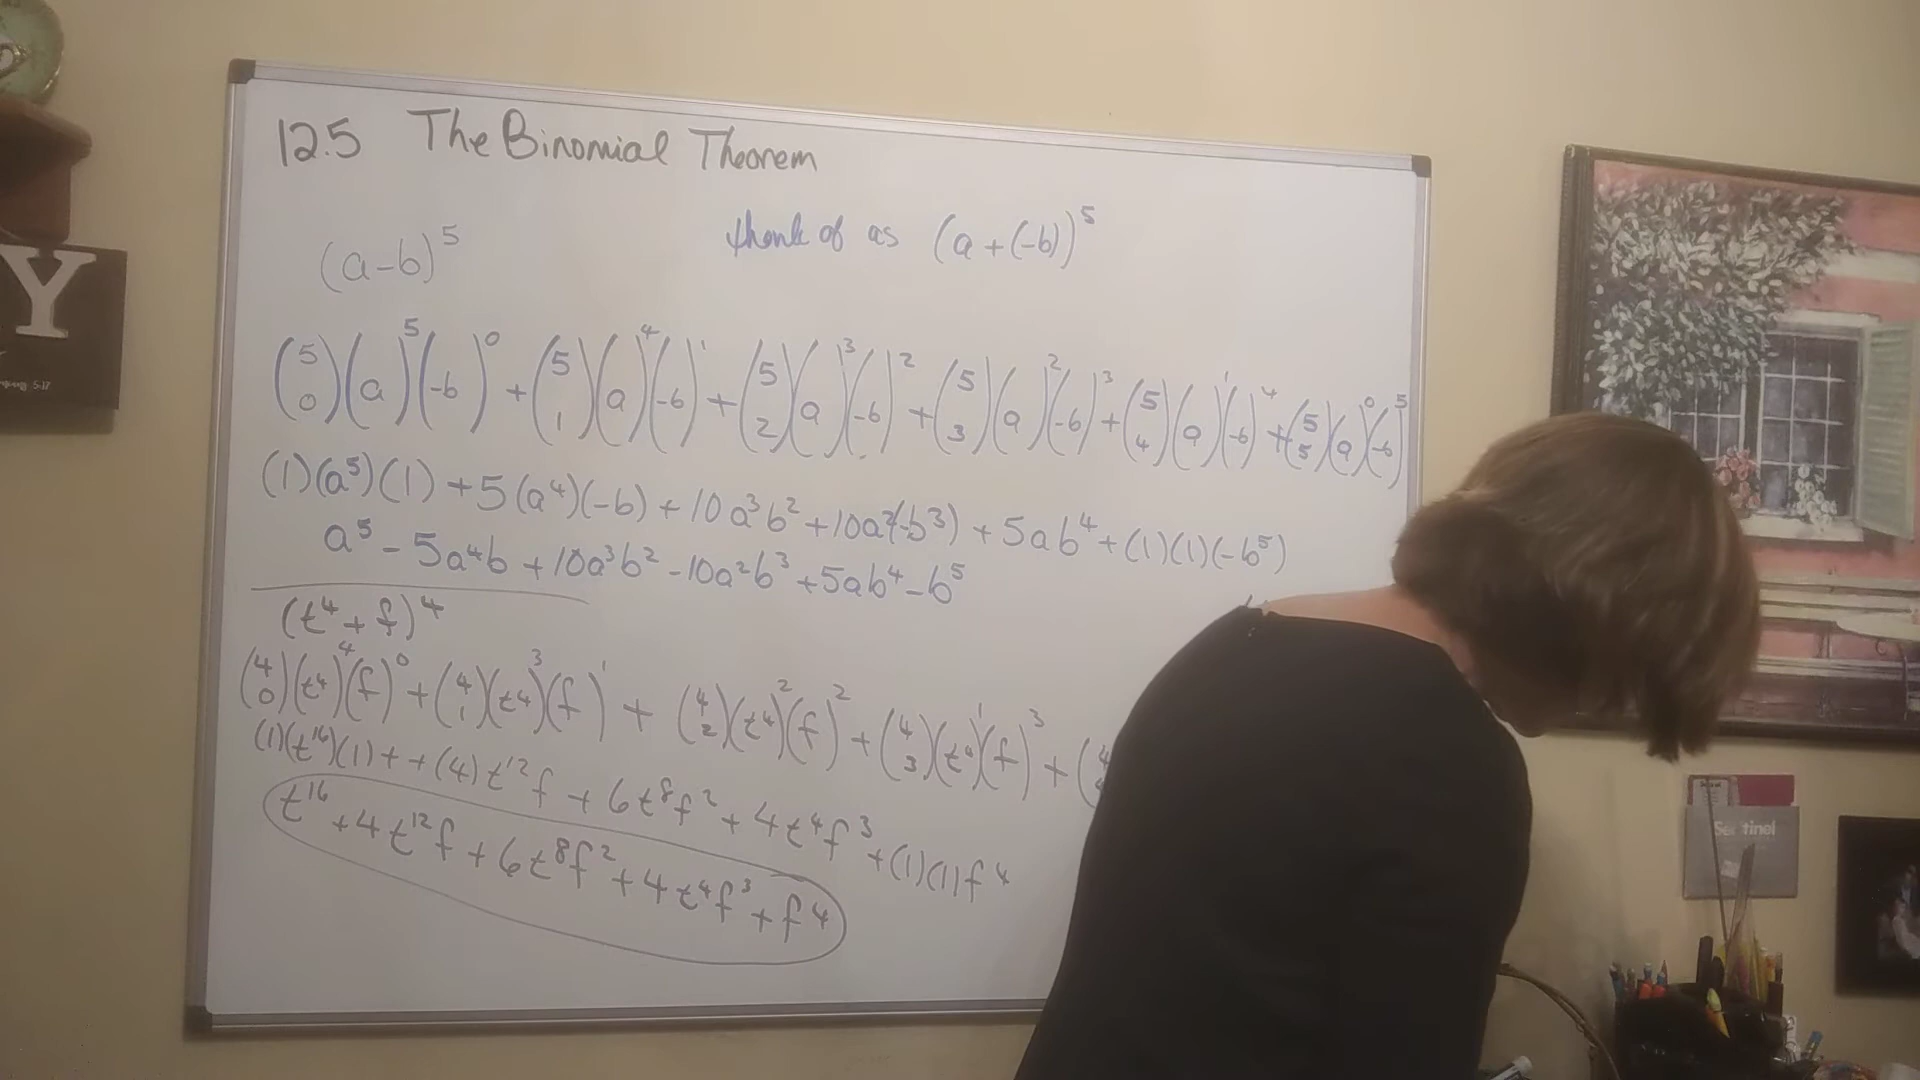 12.5 The Binomial Theorem
(a-b)^5 think of as (a+(-b))^5
(5 0)(a)^5(-b)^0 + (5 1)(a)^4(-b)^1 + (5 2)(a)^3(-b)^2 + (5 3)(a)^2(-b)^3 + (5 4)(a)^1(-b)^4 + (5 5)(a)^0(-b)^5
(1)(a^5)(1) + 5(a^4)(-b) + 10a^3b^2 + 10a^2(-b^3) + 5ab^4 + (1)(1)(-b^5)
a^5 - 5a^4b + 10a^3b^2 - 10a^2b^3 + 5ab^4 - b^5
(t^4 + f)^4
(4 0)(t^4)^4(f)^0 + (4 1)(t^4)^3(f)^1 + (4 2)(t^4)^2(f)^2 + (4 3)(t^4)^1(f)^3 + (4
(1)(t^16)(1) + + (4)t^12f + 6t^8f^2 + 4t^4f^3 + (1)(1)f^4
t^16 + 4t^12f + 6t^8f^2 + 4t^4f^3 + f^4
Y
5:17